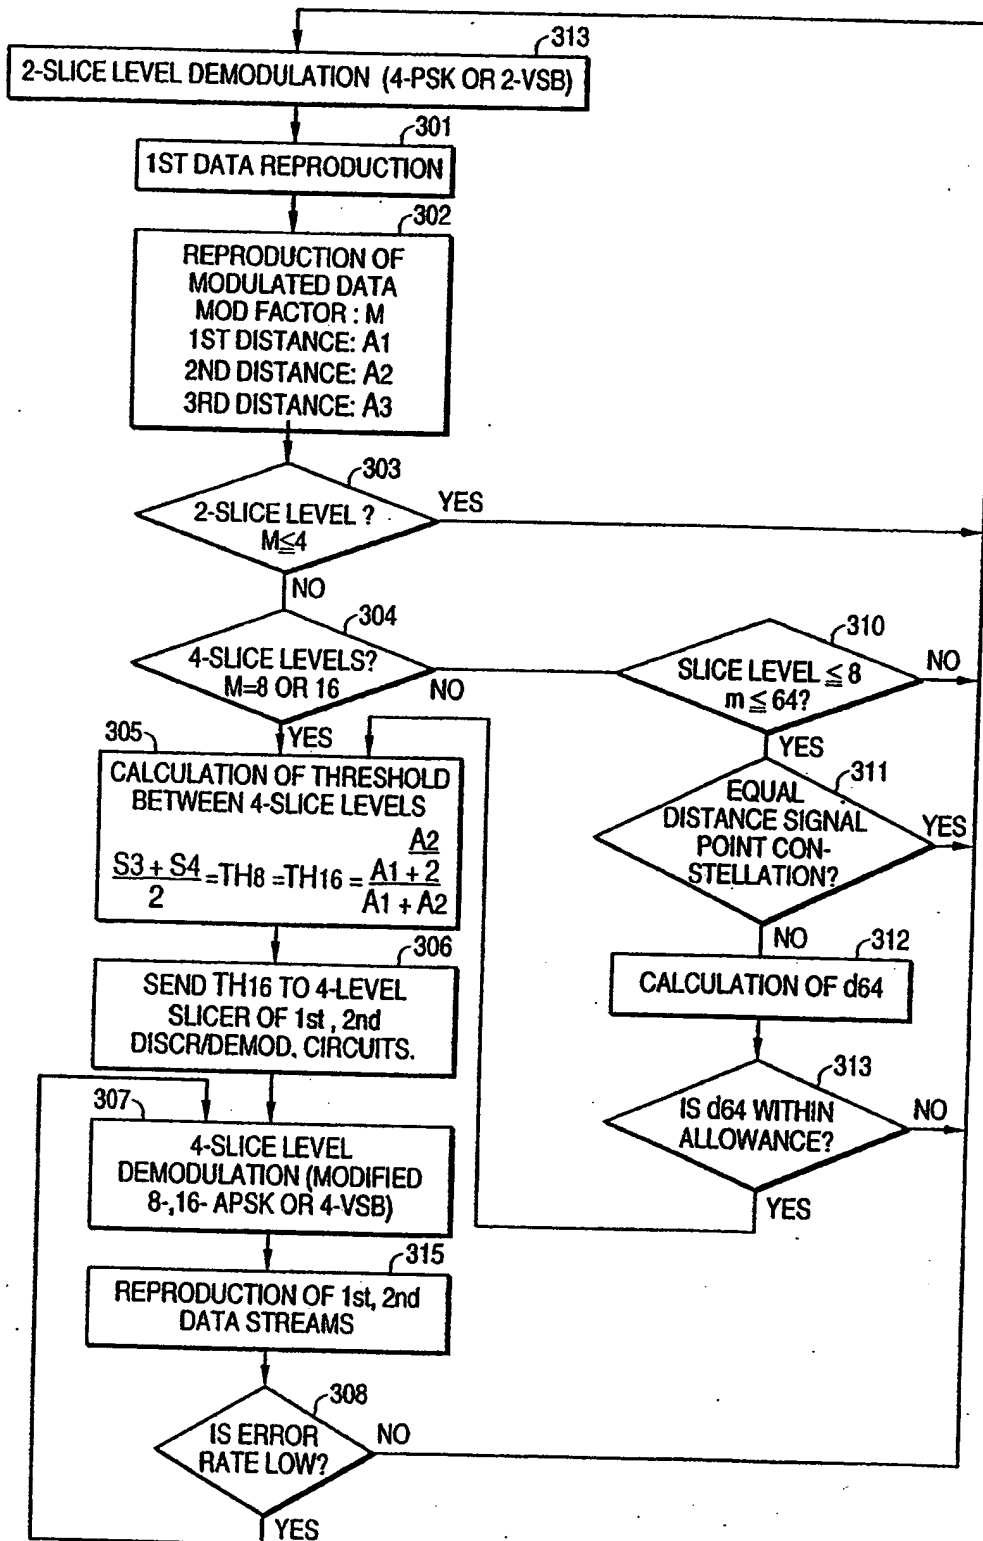 313
2-SLICE LEVEL DEMODULATION (4-PSK OR 2-VSB)
301
1ST DATA REPRODUCTION
302
REPRODUCTION OF
MODULATED DATA
MOD FACTOR : M
1ST DISTANCE: A1
2ND DISTANCE: A2
3RD DISTANCE: A3
303
2-SLICE LEVEL ?
M≦4
YES
NO
304
4-SLICE LEVELS?
M=8 OR 16
NO
YES
310
SLICE LEVEL ≦ 8
m ≦ 64?
NO
YES
305
CALCULATION OF THRESHOLD
BETWEEN 4-SLICE LEVELS
A2
S3 + S4 = TH8 = TH16 = A1 + 2
2 A1 + A2
311
EQUAL
DISTANCE SIGNAL
POINT CON-
STELLATION?
YES
NO
306
SEND TH16 TO 4-LEVEL
SLICER OF 1st , 2nd
DISCR/DEMOD. CIRCUITS.
312
CALCULATION OF d64
313
IS d64 WITHIN
ALLOWANCE?
NO
YES
307
4-SLICE LEVEL
DEMODULATION (MODIFIED
8-,16- APSK OR 4-VSB)
315
REPRODUCTION OF 1st, 2nd
DATA STREAMS
308
IS ERROR
RATE LOW?
NO
YES